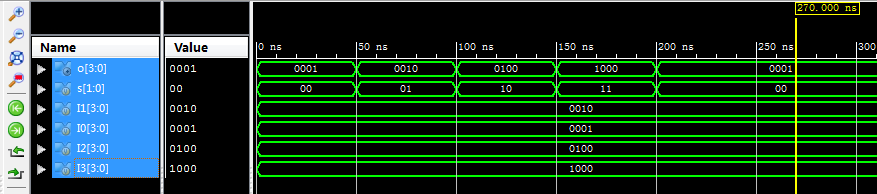 270.000 ns
Name Value
0 ns 50 ns 100 ns 150 ns 200 ns 250 ns 300
o[3:0] 0001 0001 0010 0100 1000 0001
s[1:0] 00 00 01 10 11 00
I1[3:0] 0010 0010
I0[3:0] 0001 0001
I2[3:0] 0100 0100
I3[3:0] 1000 1000